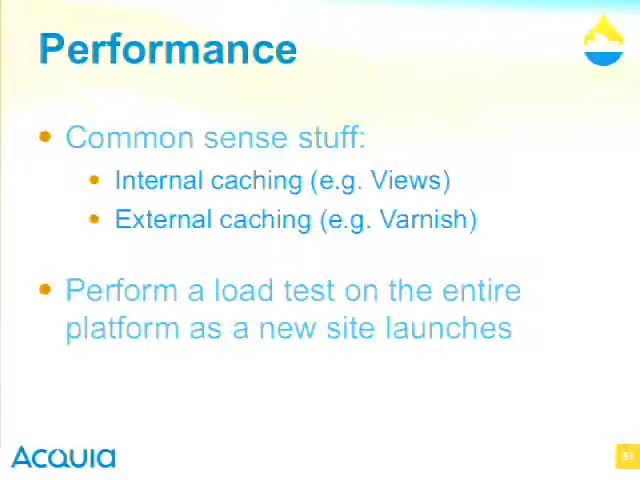 Performance
Common sense stuff:
Internal caching (e.g. Views)
External caching (e.g. Varnish)
Perform a load test on the entire
platform as a new site launches
ACQUIA